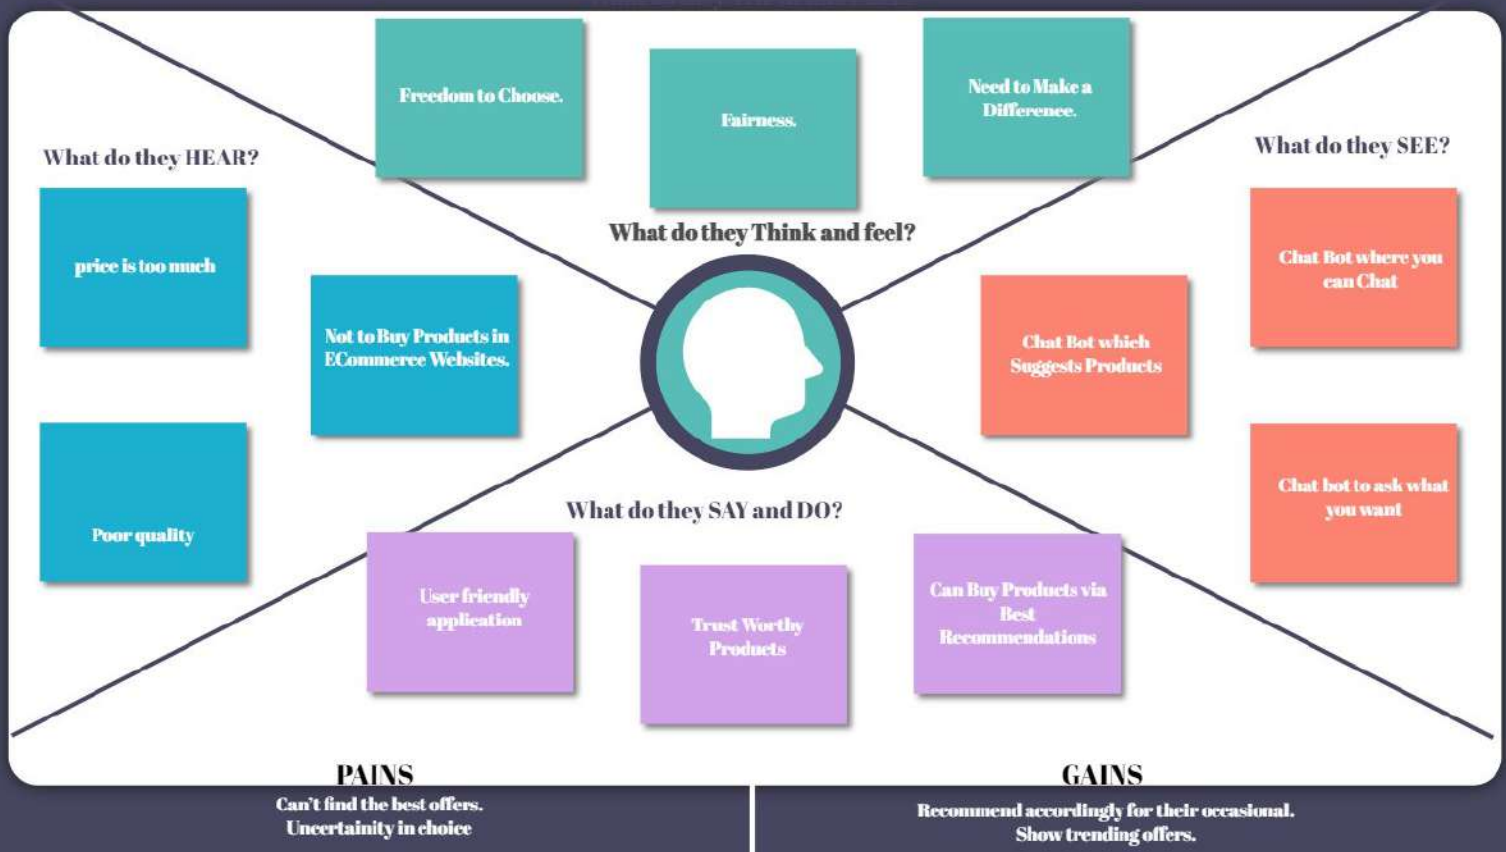 Freedom to Choose.
Fairness.
Need to Make a
Difference.
What do they Think and feel?
What do they HEAR?
price is too much
Not to Buy Products in
ECommerce Websites.
Poor quality
What do they SEE?
Chat Bot where you
can Chat
Chat Bot which
Suggests Products
Chat bot to ask what
you want
What do they SAY and DO?
User friendly
application
Trust Worthy
Products
Can Buy Products via
Best
Recommendations
PAINS
Can't find the best offers.
Uncertainity in choice
GAINS
Recommend accordingly for their occasional.
Show trending offers.